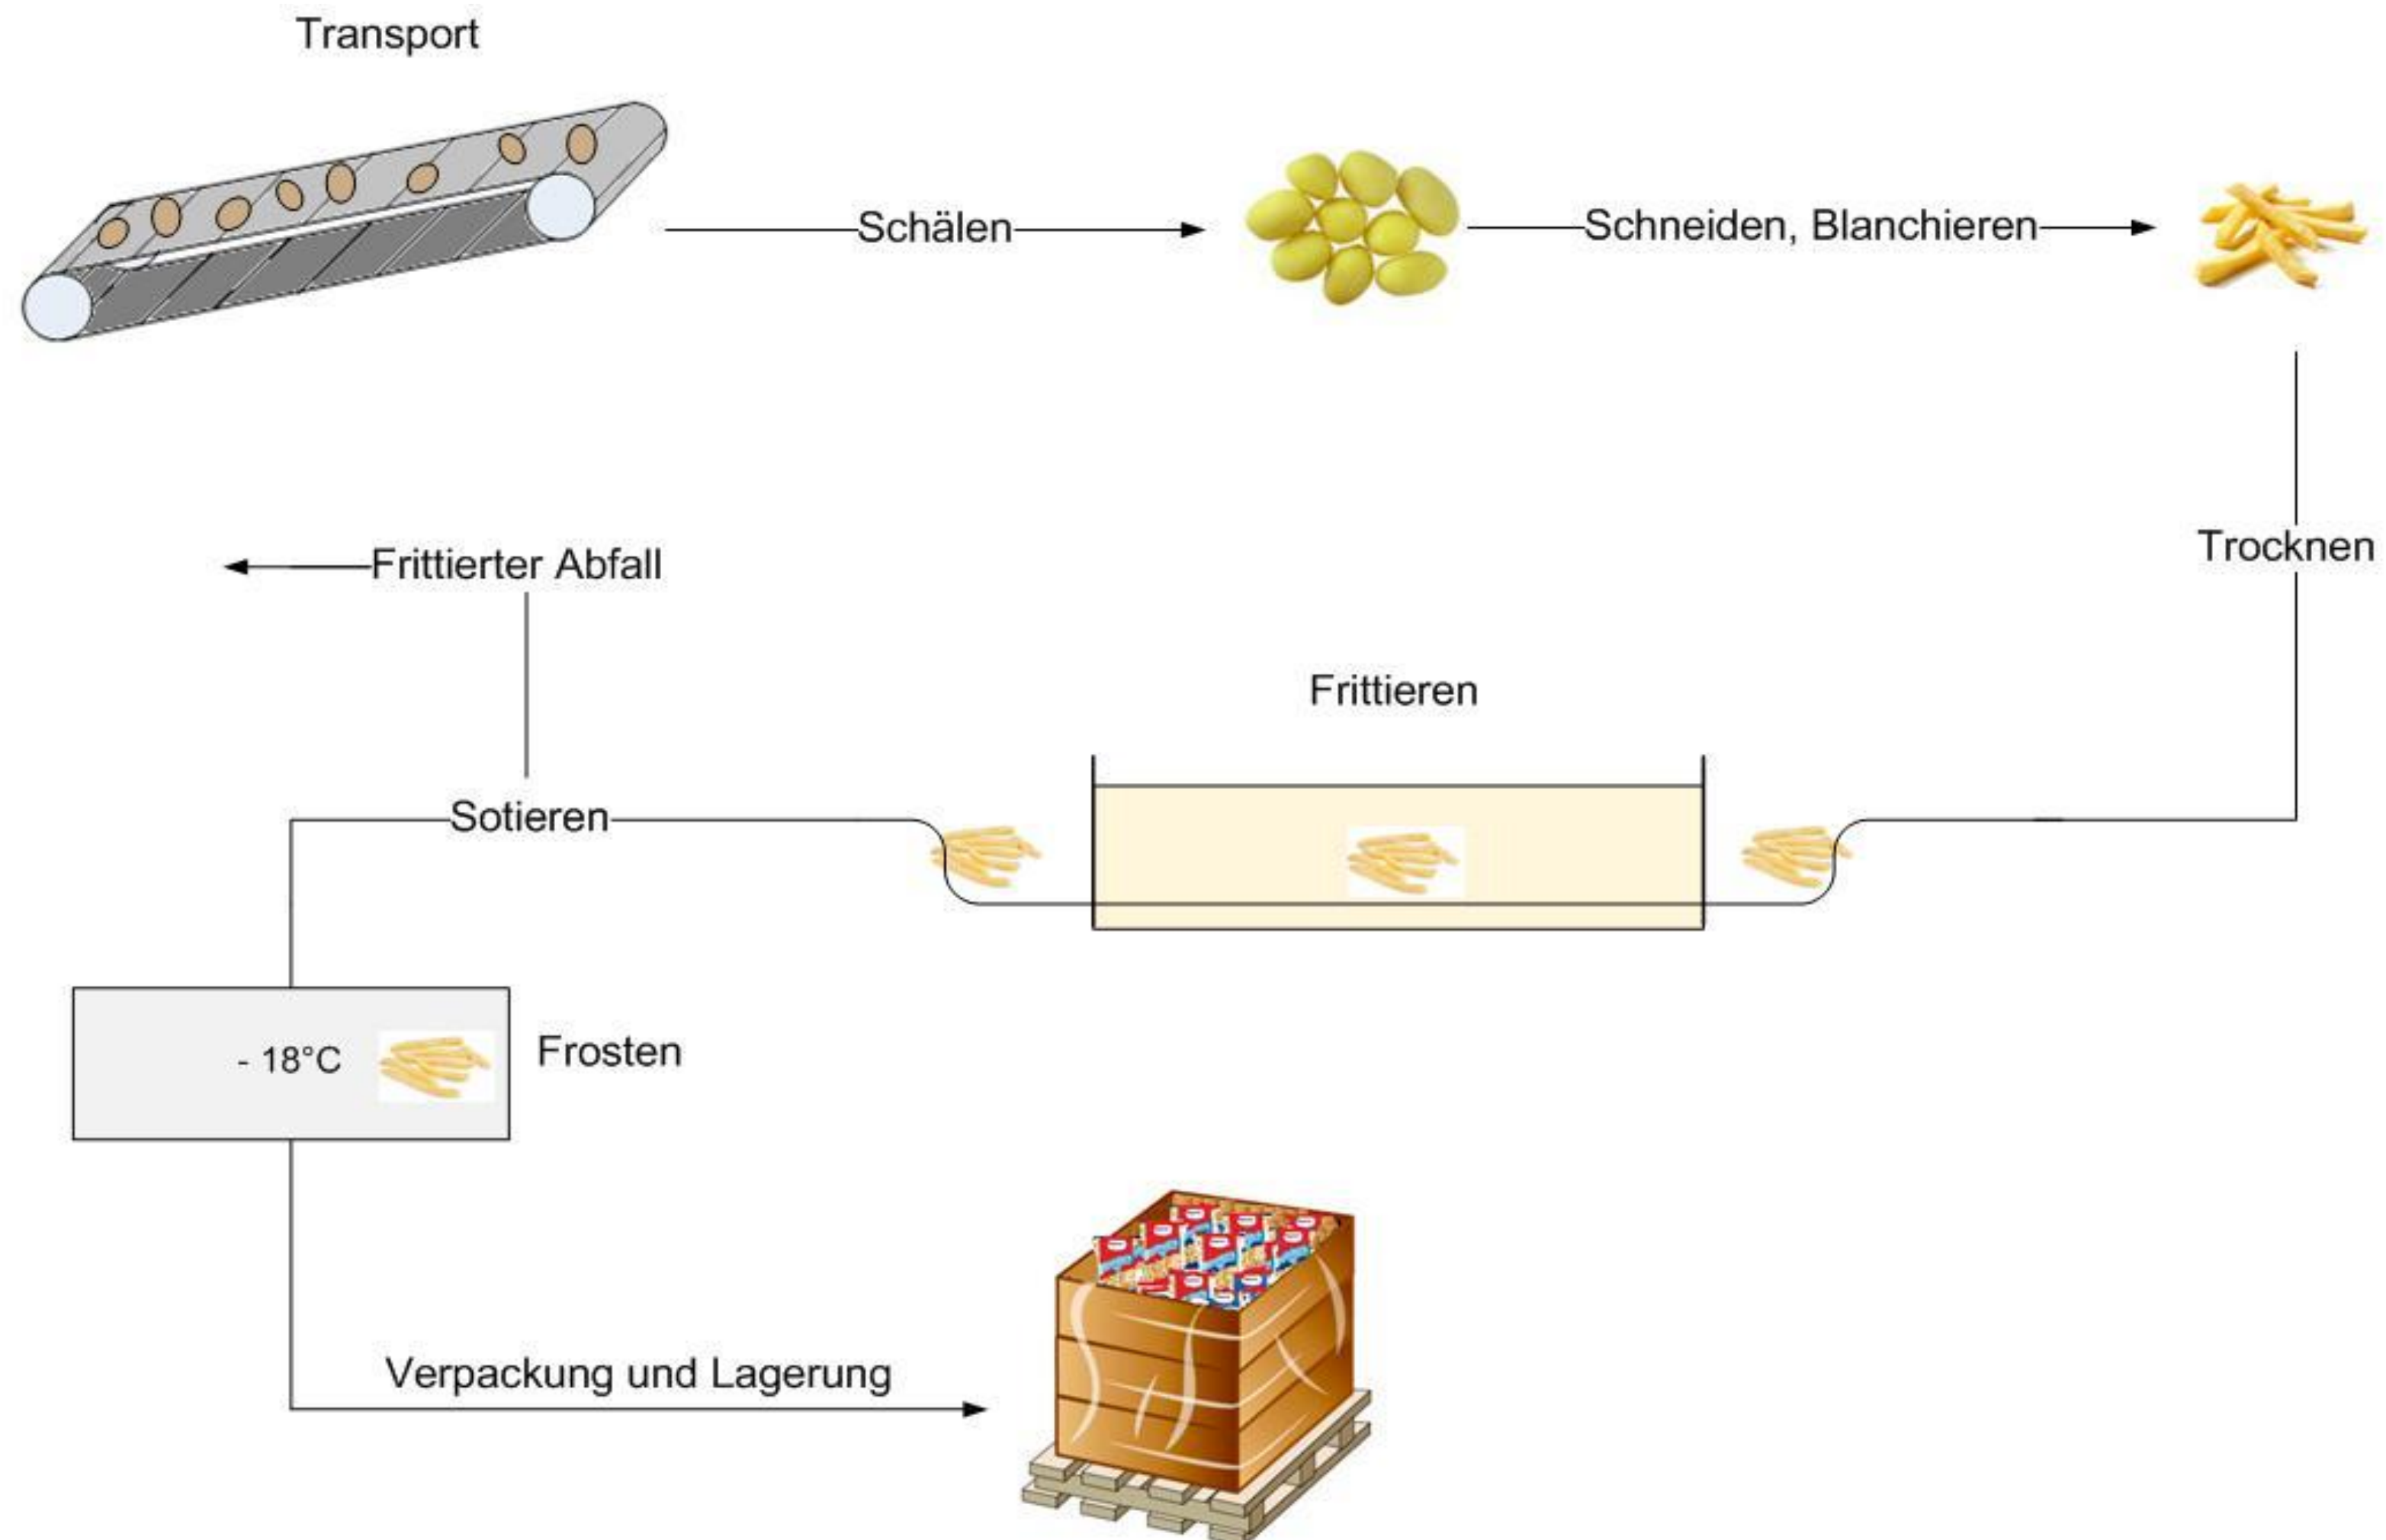 Transport
Schälen
Schneiden, Blanchieren
Trocknen
Frittierter Abfall
Frittieren
Sotieren
- 18°C
Frosten
Verpackung und Lagerung